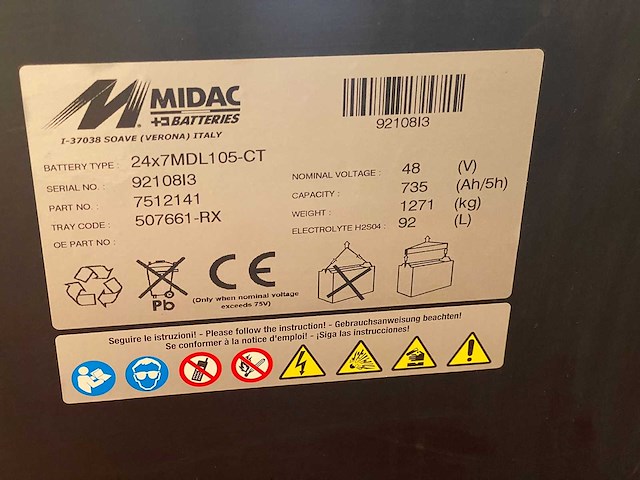 MIDAC
BATTERIES
I-37038 SOAVE (VERONA) ITALY
92108I3
BATTERY TYPE : 24x7MDL105-CT
SERIAL NO. : 92108I3
PART NO. : 7512141
TRAY CODE : 507661-RX
OE PART NO :
NOMINAL VOLTAGE : 48 (V)
CAPACITY : 735 (Ah/5h)
WEIGHT : 1271 (kg)
ELECTROLYTE H2S04 : 92 (L)
Pb
CE
(Only when nominal voltage
exceeds 75V)
Seguire le istruzioni! - Please follow the instruction! - Gebrauchsanweisung beachten!
Se conformer à la notice d'emploi! - ¡Siga las instrucciones!